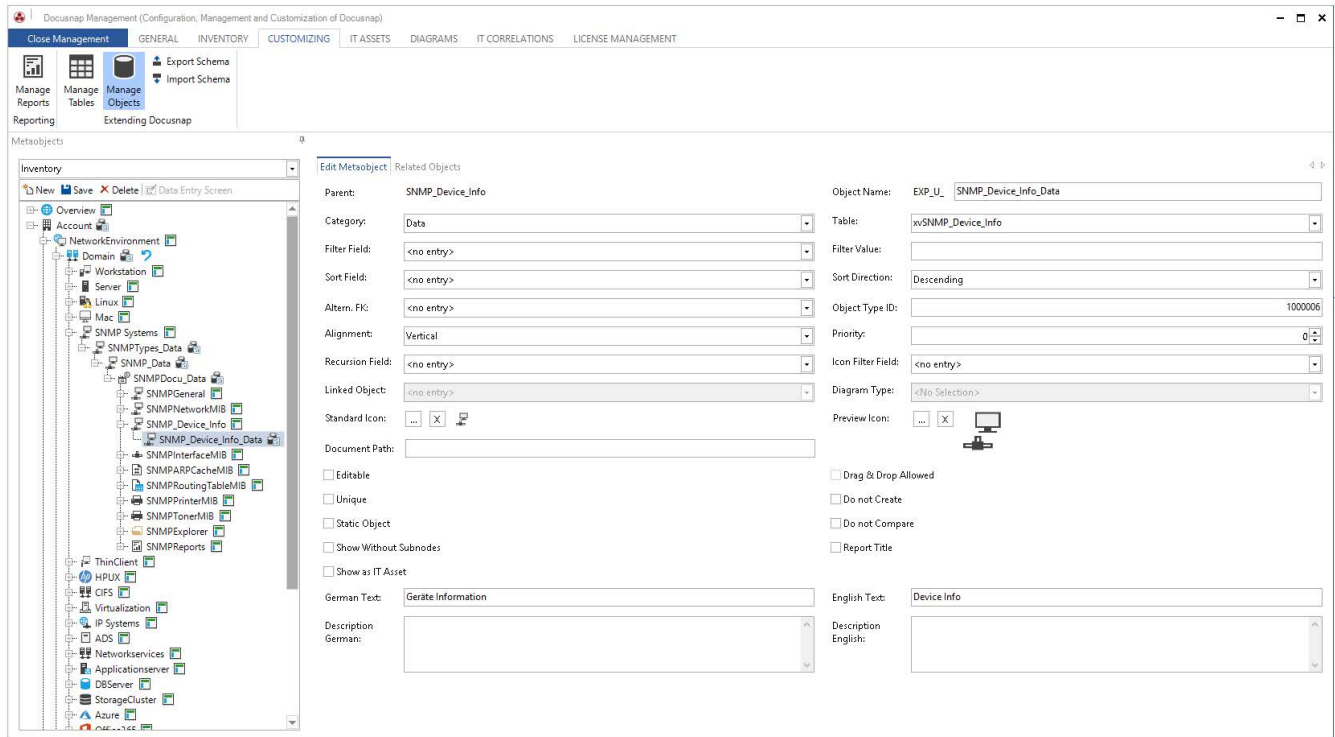 Docusnap Management (Configuration, Management and Customization of Docusnap)
Close Management GENERAL INVENTORY CUSTOMIZING IT ASSETS DIAGRAMS IT CORRELATIONS LICENSE MANAGEMENT
Manage Reports
Manage Tables
Manage Objects
Export Schema
Import Schema
Reporting Extending Docusnap
Metaobjects
Inventory
New Save Delete Data Entry Screen
Overview
Account
NetworkEnvironment
Domain
Workstation
Server
Linux
Mac
SNMP Systems
SNMPTypes_Data
SNMP_Data
SNMPDocu_Data
SNMPGeneral
SNMPNetworkMIB
SNMP_Device_Info
SNMP_Device_Info_Data
SNMPInterfaceMIB
SNMPARPCacheMIB
SNMPRoutingTableMIB
SNMPPrinterMIB
SNMPTonerMIB
SNMPExplorer
SNMPReports
ThinClient
HPUX
CIFS
Virtualization
IP Systems
ADS
Networkservices
Applicationserver
DBServer
StorageCluster
Azure
Office365
Edit Metaobject Related Objects
Parent: SNMP_Device_Info Object Name: EXP_U_ SNMP_Device_Info_Data
Category: Data Table: xvSNMP_Device_Info
Filter Field: <no entry> Filter Value:
Sort Field: <no entry> Sort Direction: Descending
Altern. FK: <no entry> Object Type ID: 1000006
Alignment: Vertical Priority: 0
Recursion Field: <no entry> Icon Filter Field: <no entry>
Linked Object: <no entry> Diagram Type: <No Selection>
Standard Icon: ... X Preview Icon: ... X
Document Path:
Editable Drag & Drop Allowed
Unique Do not Create
Static Object Do not Compare
Show Without Subnodes Report Title
Show as IT Asset
German Text: Geräte Information English Text: Device Info
Description German: Description English: